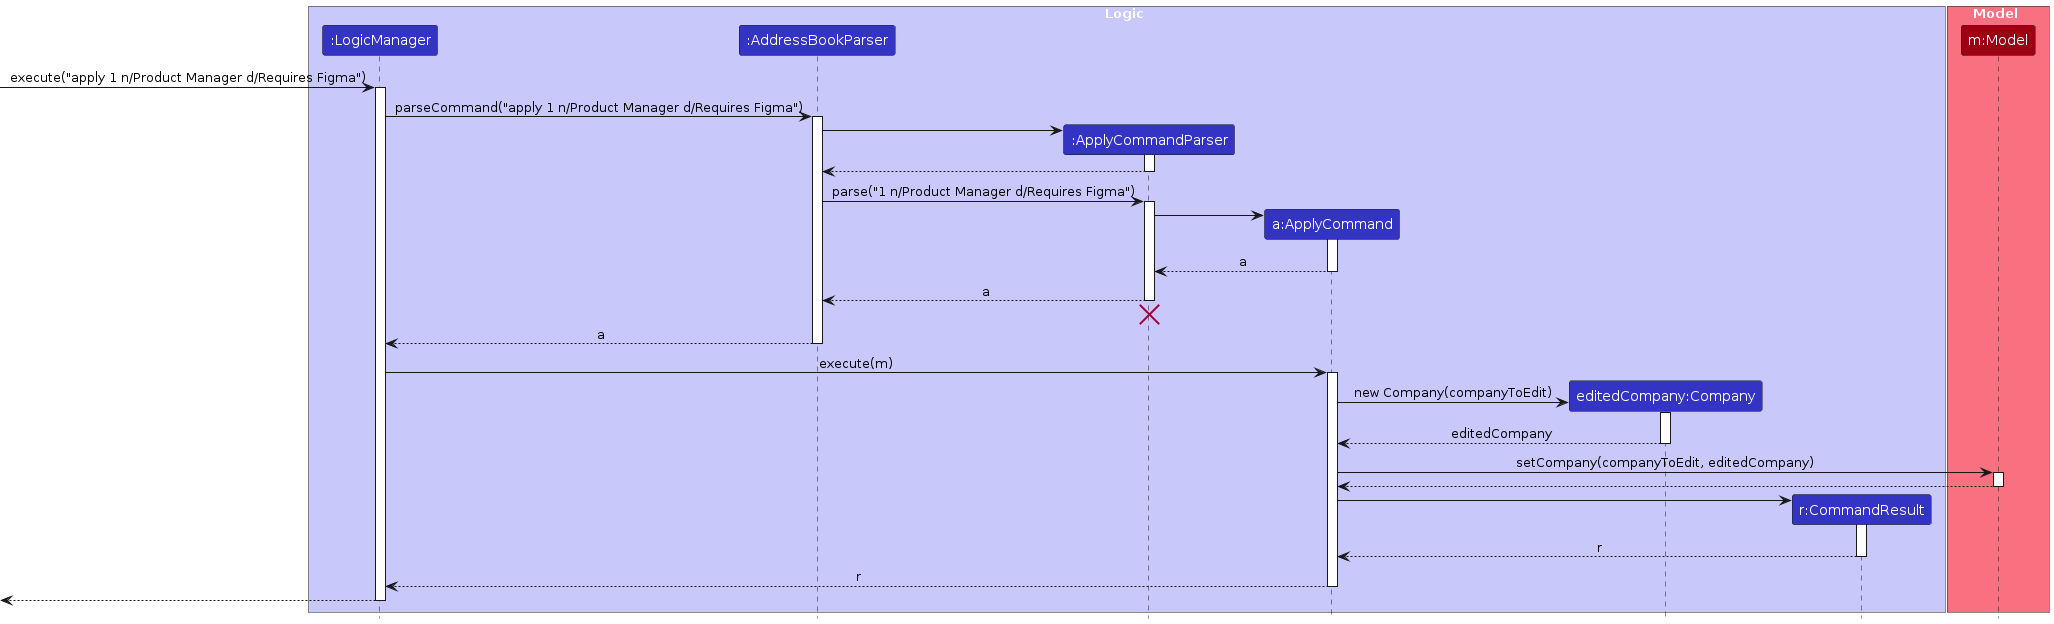 Logic
Model
:LogicManager
:AddressBookParser
m:Model
execute("apply 1 n/Product Manager d/Requires Figma")
parseCommand("apply 1 n/Product Manager d/Requires Figma")
:ApplyCommandParser
parse("1 n/Product Manager d/Requires Figma")
a:ApplyCommand
a
a
a
execute(m)
new Company(companyToEdit)
editedCompany:Company
editedCompany
setCompany(companyToEdit, editedCompany)
r:CommandResult
r
r